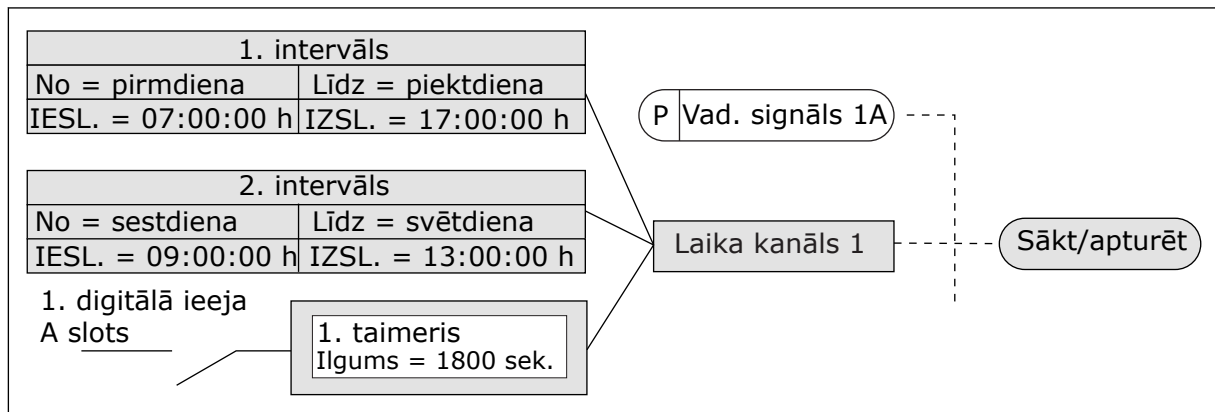 1. intervāls
No = pirmdiena Līdz = piektdiena
IESL. = 07:00:00 h IZSL. = 17:00:00 h
P Vad. signāls 1A
2. intervāls
No = sestdiena Līdz = svētdiena
IESL. = 09:00:00 h IZSL. = 13:00:00 h
Laika kanāls 1
Sākt/apturēt
1. digitālā ieeja
A slots
1. taimeris
Ilgums = 1800 sek.